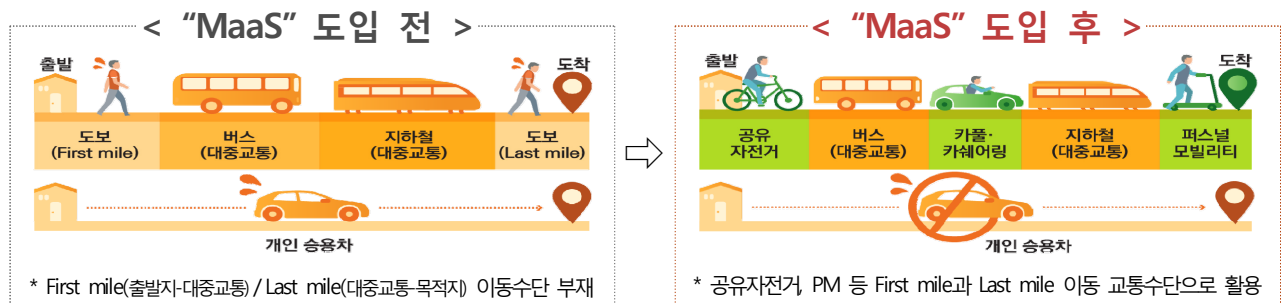 < “MaaS” 도입 전 >
출발
도착
도보
(First mile)
버스
(대중교통)
지하철
(대중교통)
도보
(Last mile)
개인 승용차
* First mile(출발지-대중교통) / Last mile(대중교통-목적지) 이동수단 부재
< “MaaS” 도입 후 >
출발
도착
공유
자전거
버스
(대중교통)
카풀·
카쉐어링
지하철
(대중교통)
퍼스널
모빌리티
개인 승용차
* 공유자전거, PM 등 First mile과 Last mile 이동 교통수단으로 활용